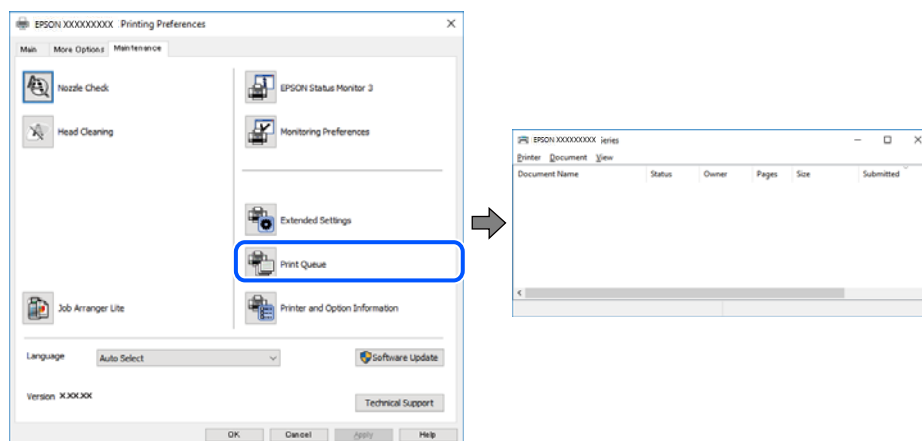 EPSON XXXXXXXXX Printing Preferences
Main More Options Maintenance
Nozzle Check
EPSON Status Monitor 3
Head Cleaning
Monitoring Preferences
Extended Settings
Print Queue
Job Arranger Lite
Printer and Option Information
Language Auto Select Software Update
Version X.XX.XX
Technical Support
OK Cancel Apply Help
EPSON XXXXXXXXX ieries
Printer Document View
Document Name Status Owner Pages Size Submitted